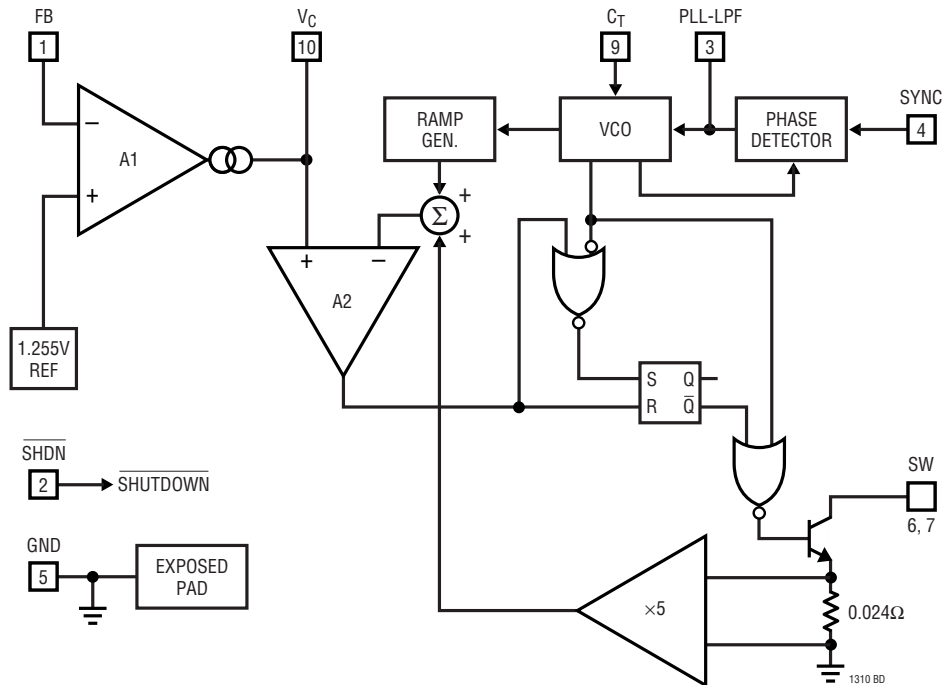 FB
1
VC
10
CT
9
PLL-LPF
3
SYNC
4
RAMP
GEN.
VCO
PHASE
DETECTOR
−
A1
+
+
Σ
+
+
−
A2
1.255V
REF
S
Q
R
Q̅
SHDN
2
SHUTDOWN
SW
6, 7
GND
5
EXPOSED
PAD
×5
0.024Ω
1310 BD